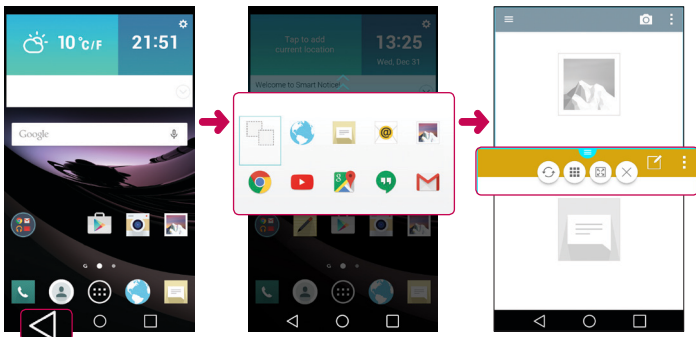 10°C/F
21:51
Google
Tap to add
current location
13:25
Wed, Dec 31
Welcome to Smart Notice!
@